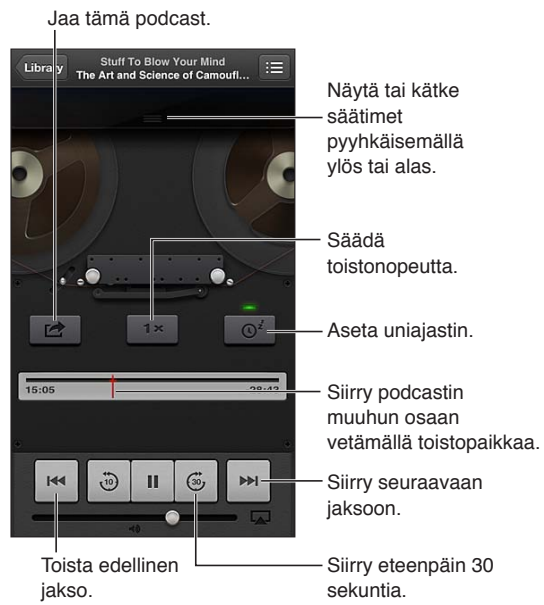 Jaa tämä podcast.
Library
Stuff To Blow Your Mind
The Art and Science of Camoufl...
Näytä tai kätke
säätimet
pyyhkäisemällä
ylös tai alas.
Säädä
toistonopeutta.
1×
z
Aseta uniajastin.
15:05
-28:43
Siirry podcastin
muuhun osaan
vetämällä toistopaikkaa.
10
30
Siirry seuraavaan
jaksoon.
Toista edellinen
jakso.
Siirry eteenpäin 30
sekuntia.